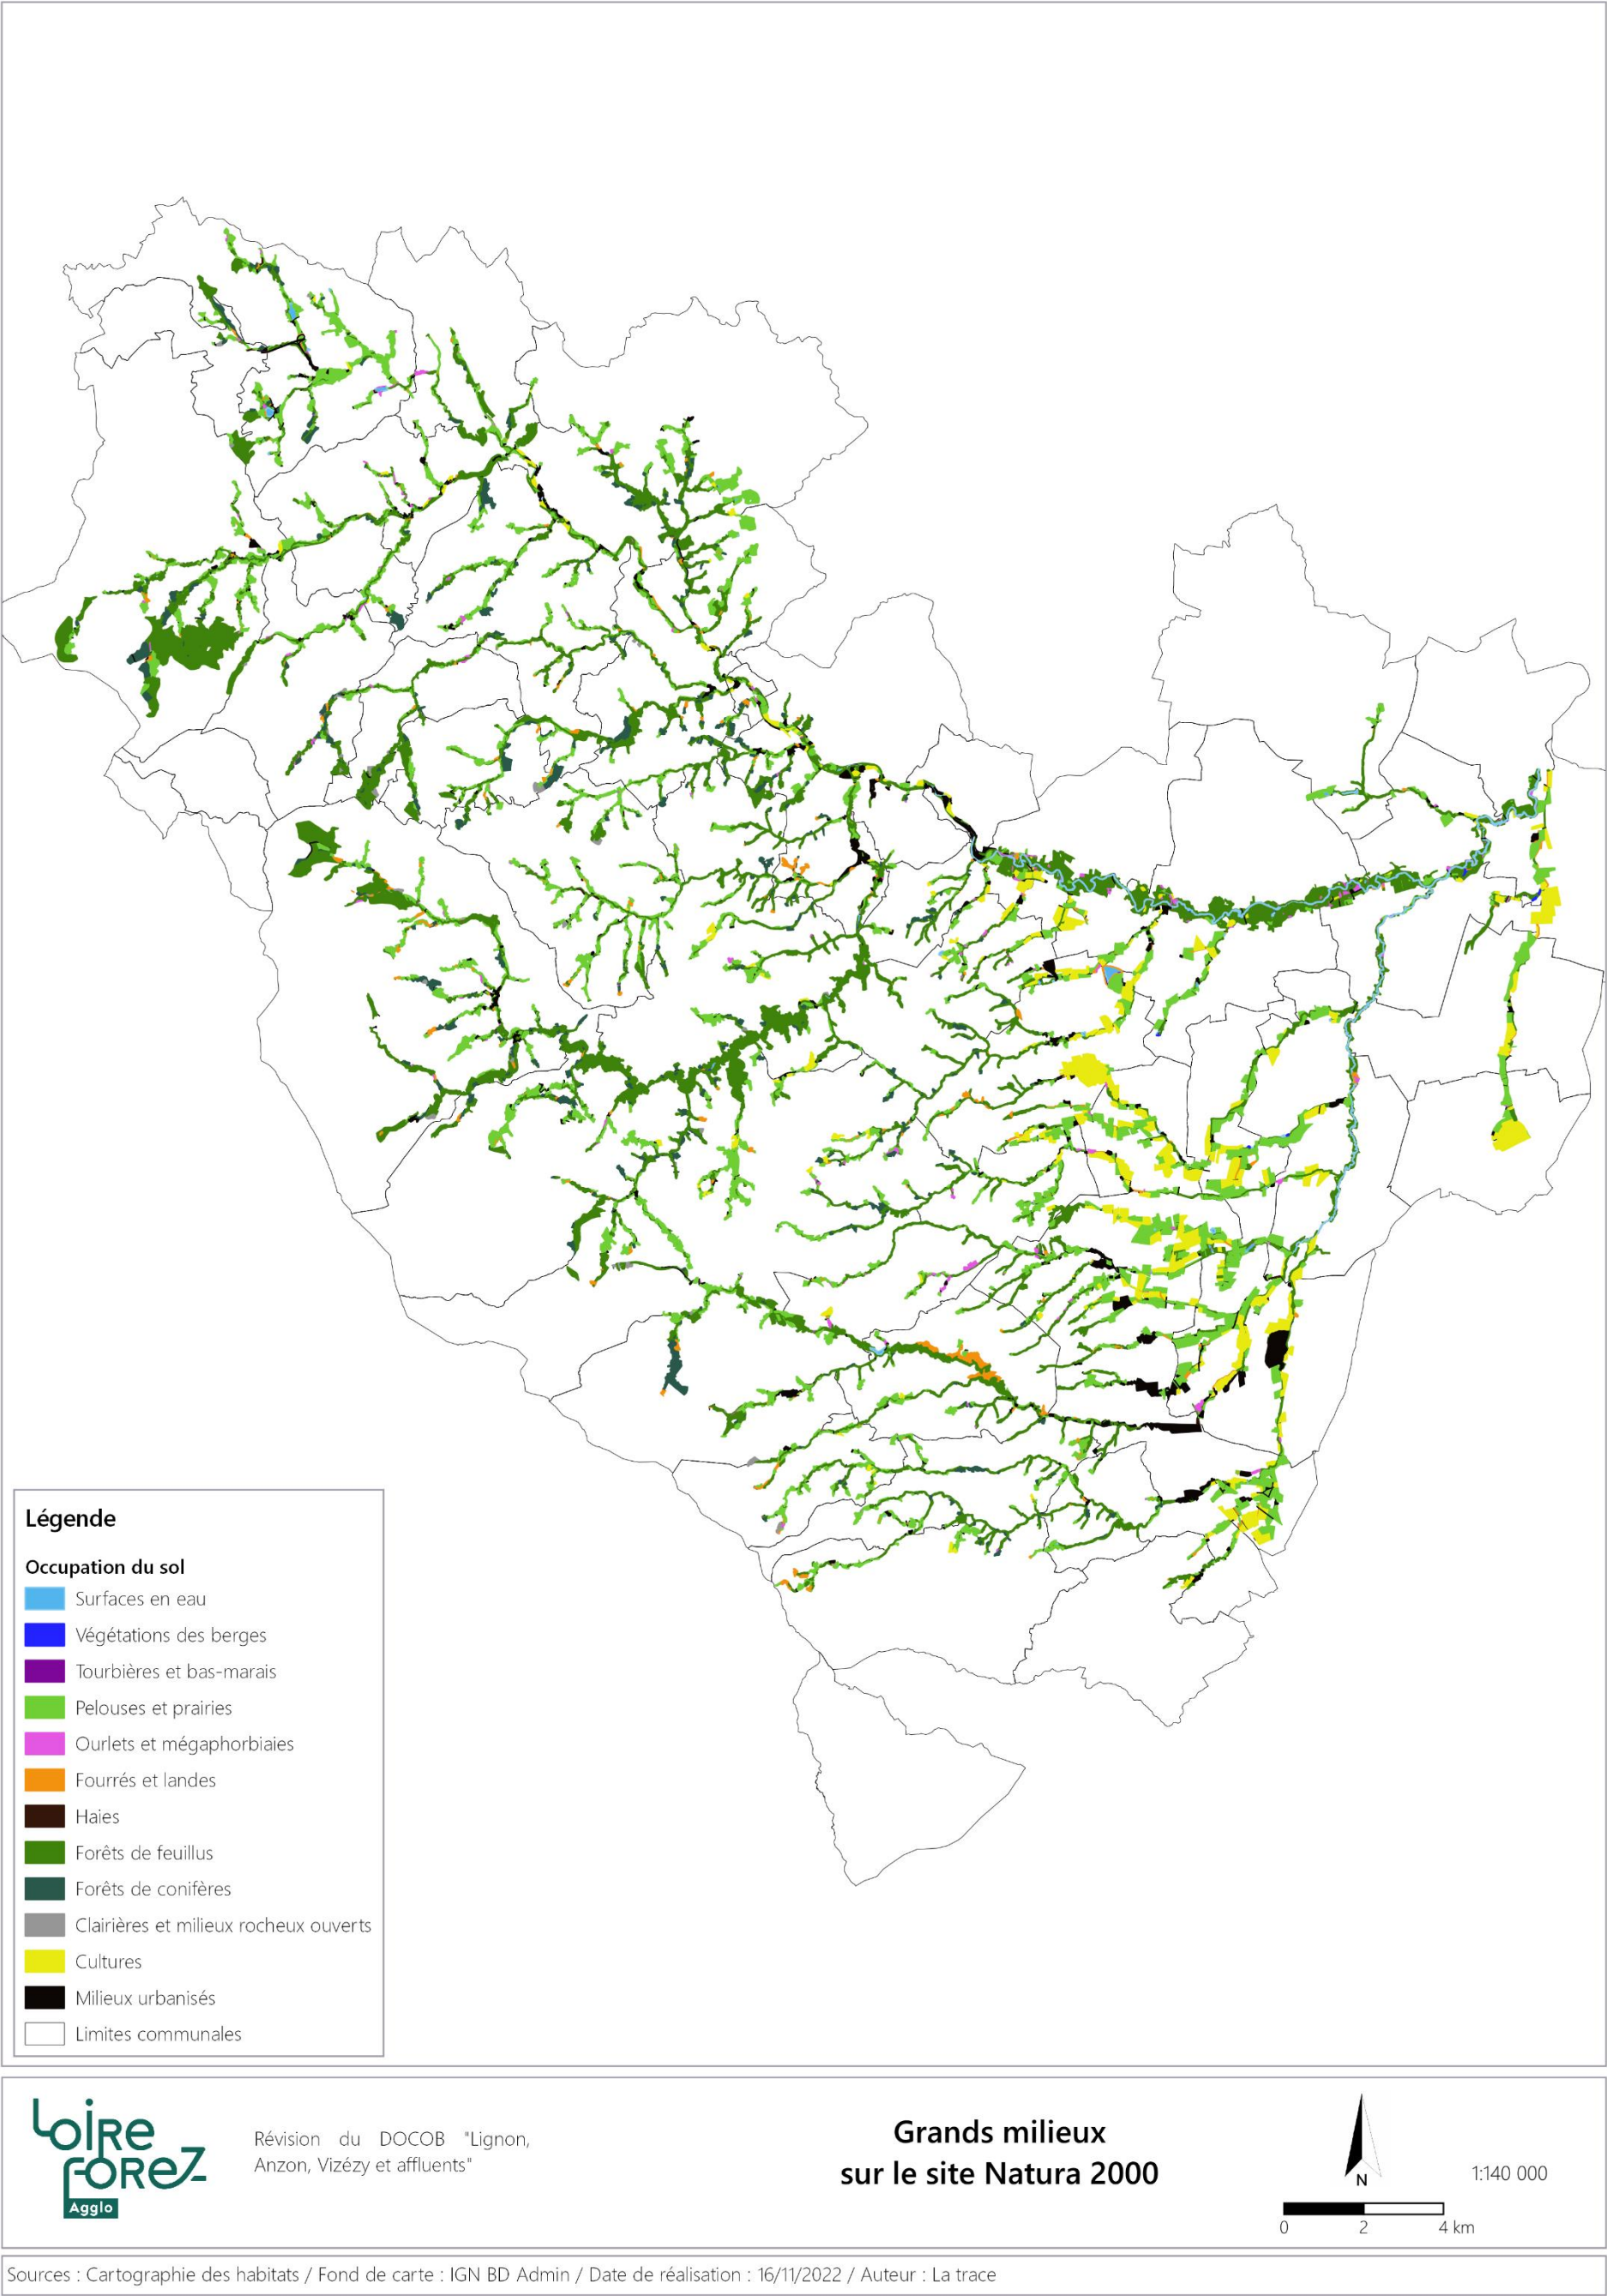 Légende
Occupation du sol
Surfaces en eau
Végétations des berges
Tourbières et bas-marais
Pelouses et prairies
Ourlets et mégaphorbiaies
Fourrés et landes
Haies
Forêts de feuillus
Forêts de conifères
Clairières et milieux rocheux ouverts
Cultures
Milieux urbanisés
Limites communales
Loire
forez
Agglo
Révision du DOCOB "Lignon,
Anzon, Vizézy et affluents"
Grands milieux
sur le site Natura 2000
N
1:140 000
0 2 4 km
Sources : Cartographie des habitats / Fond de carte : IGN BD Admin / Date de réalisation : 16/11/2022 / Auteur : La trace